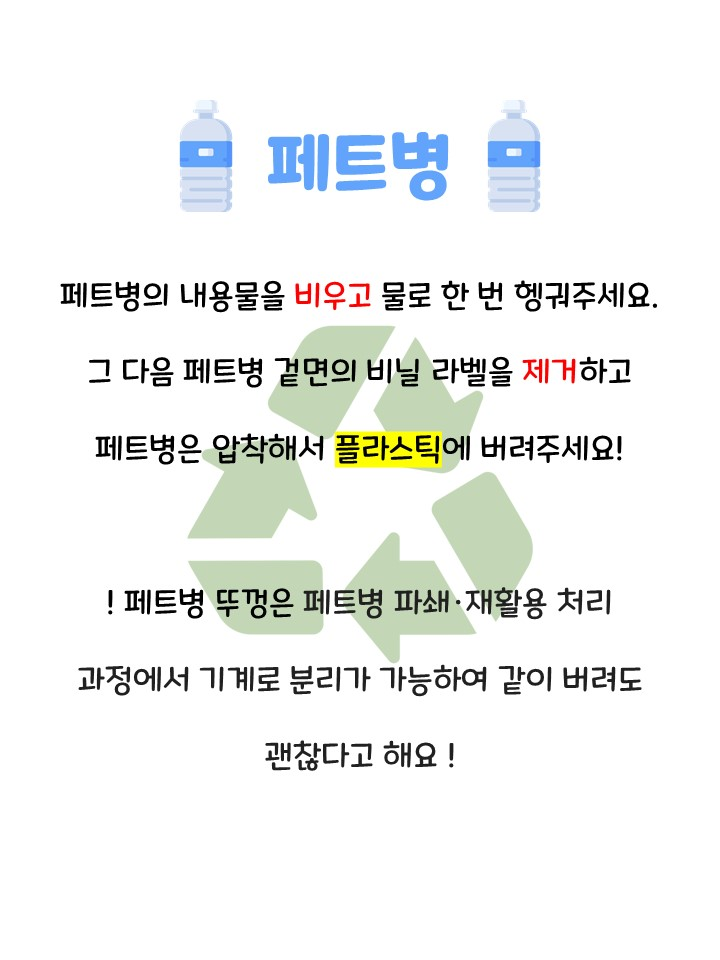 페트병
페트병의 내용물을 비우고 물로 한 번 헹궈주세요.
그 다음 페트병 겉면의 비닐 라벨을 제거하고
페트병은 압착해서 플라스틱에 버려주세요!
! 페트병 뚜껑은 페트병 파쇄·재활용 처리
과정에서 기계로 분리가 가능하여 같이 버려도
괜찮다고 해요 !